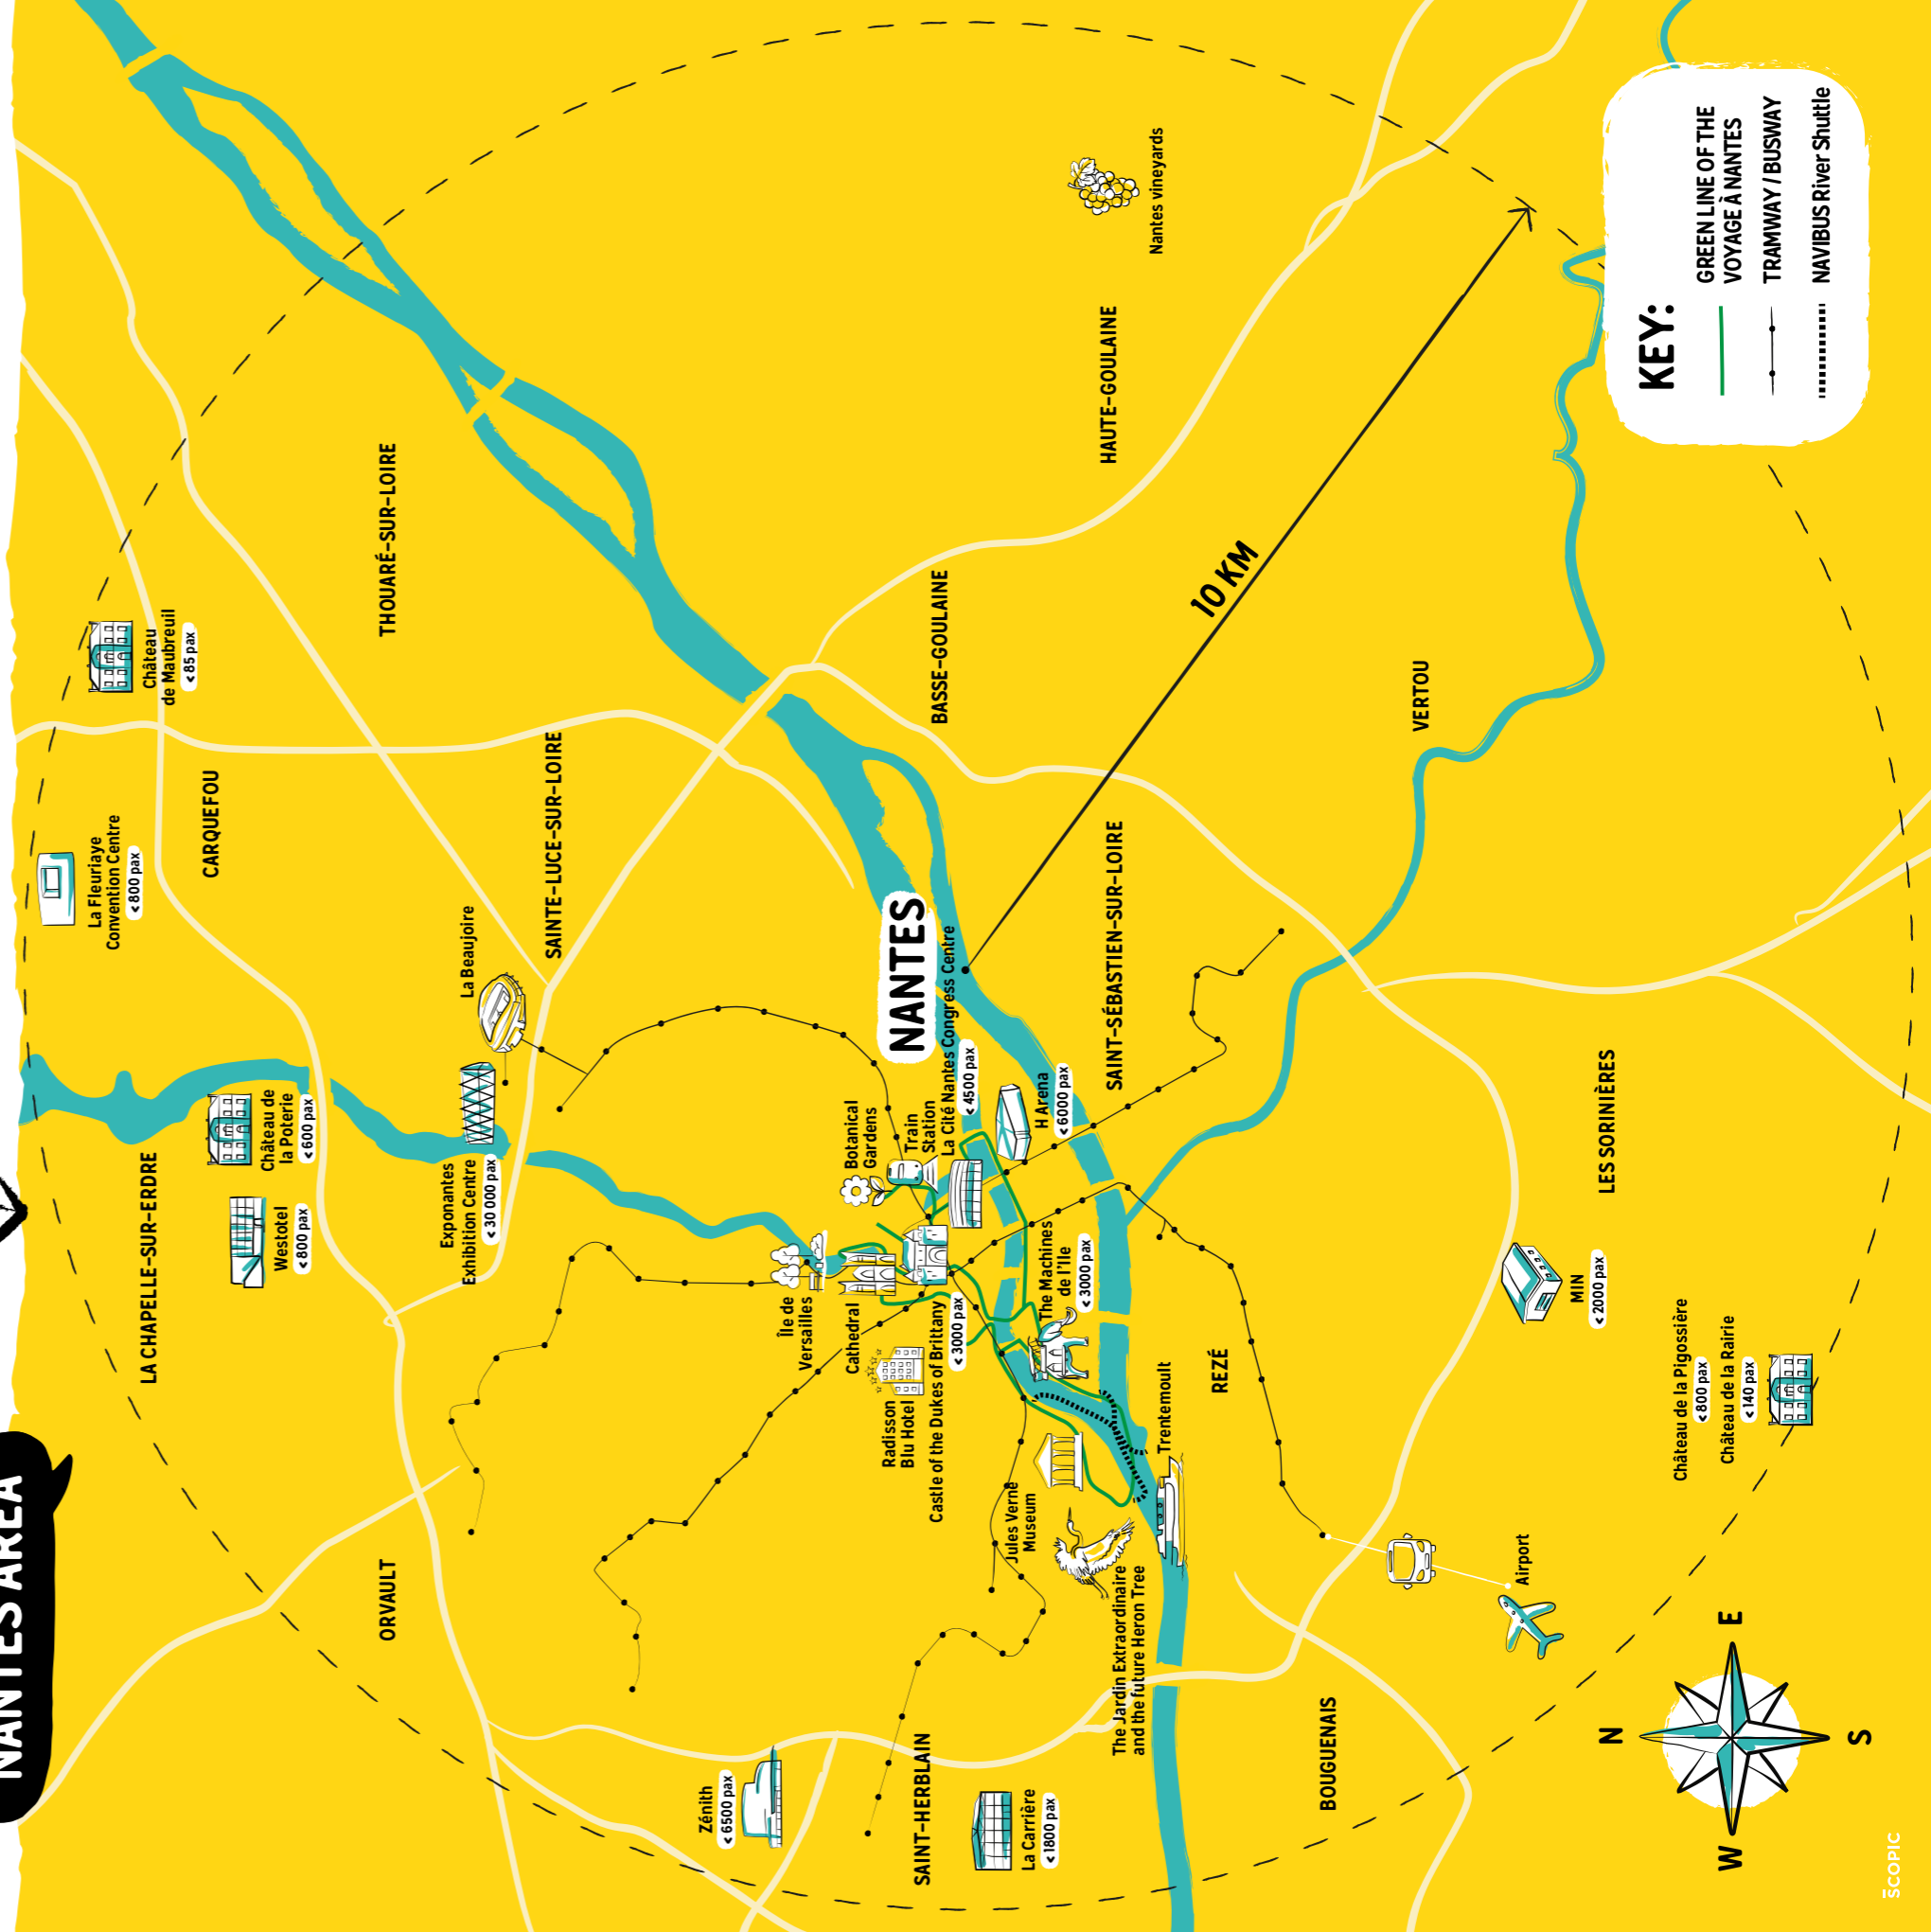 NANTES AREA
La Fleuriaye
Convention Centre
<800 pax
Château
de Maubreuil
<85 pax
LA CHAPELLE-SUR-ERDRE
CARQUEFOU
Château de
la Poterie
<600 pax
Westotel
<800 pax
ORVAULT
THOUARÉ-SUR-LOIRE
Exponantes
Exhibition Centre
<30 000 pax
La Beaujoire
SAINTE-LUCE-SUR-LOIRE
Zénith
<6500 pax
Île de
Versailles
Cathedral
Botanical
Gardens
Radisson
Blu Hotel
Train
Station
NANTES
Castle of the Dukes of Brittany
<3000 pax
La Cité Nantes Congress Centre
<4500 pax
BASSE-GOULAINE
SAINT-HERBLAIN
Jules Verne
Museum
La Carrière
<1800 pax
H Arena
<6000 pax
The Machines
de l'Ile
<3000 pax
HAUTE-GOULAINE
SAINT-SÉBASTIEN-SUR-LOIRE
The Jardin Extraordinaire
and the future Heron Tree
Trentemoult
Nantes vineyards
REZÉ
10 KM
BOUGUENAIS
VERTOU
Airport
MIN
<2000 pax
LES SORINIÈRES
Château de la Pigossière
<800 pax
Château de la Rairie
<140 pax
N
W
E
S
KEY:
GREEN LINE OF THE
VOYAGE À NANTES
TRAMWAY / BUSWAY
NAVIBUS River Shuttle
SCOPIC